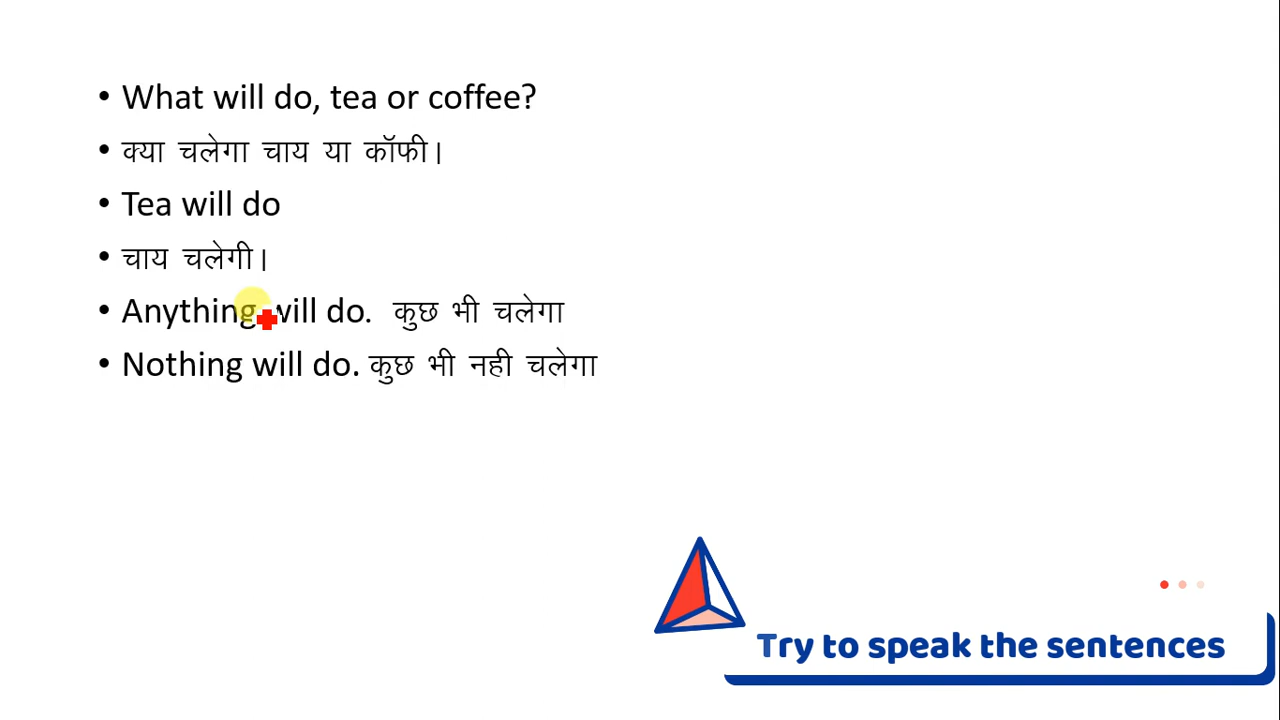 • What will do, tea or coffee?
• क्या चलेगा चाय या कॉफी।
• Tea will do
• चाय चलेगी।
• Anything will do. कुछ भी चलेगा
• Nothing will do. कुछ भी नही चलेगा
Try to speak the sentences